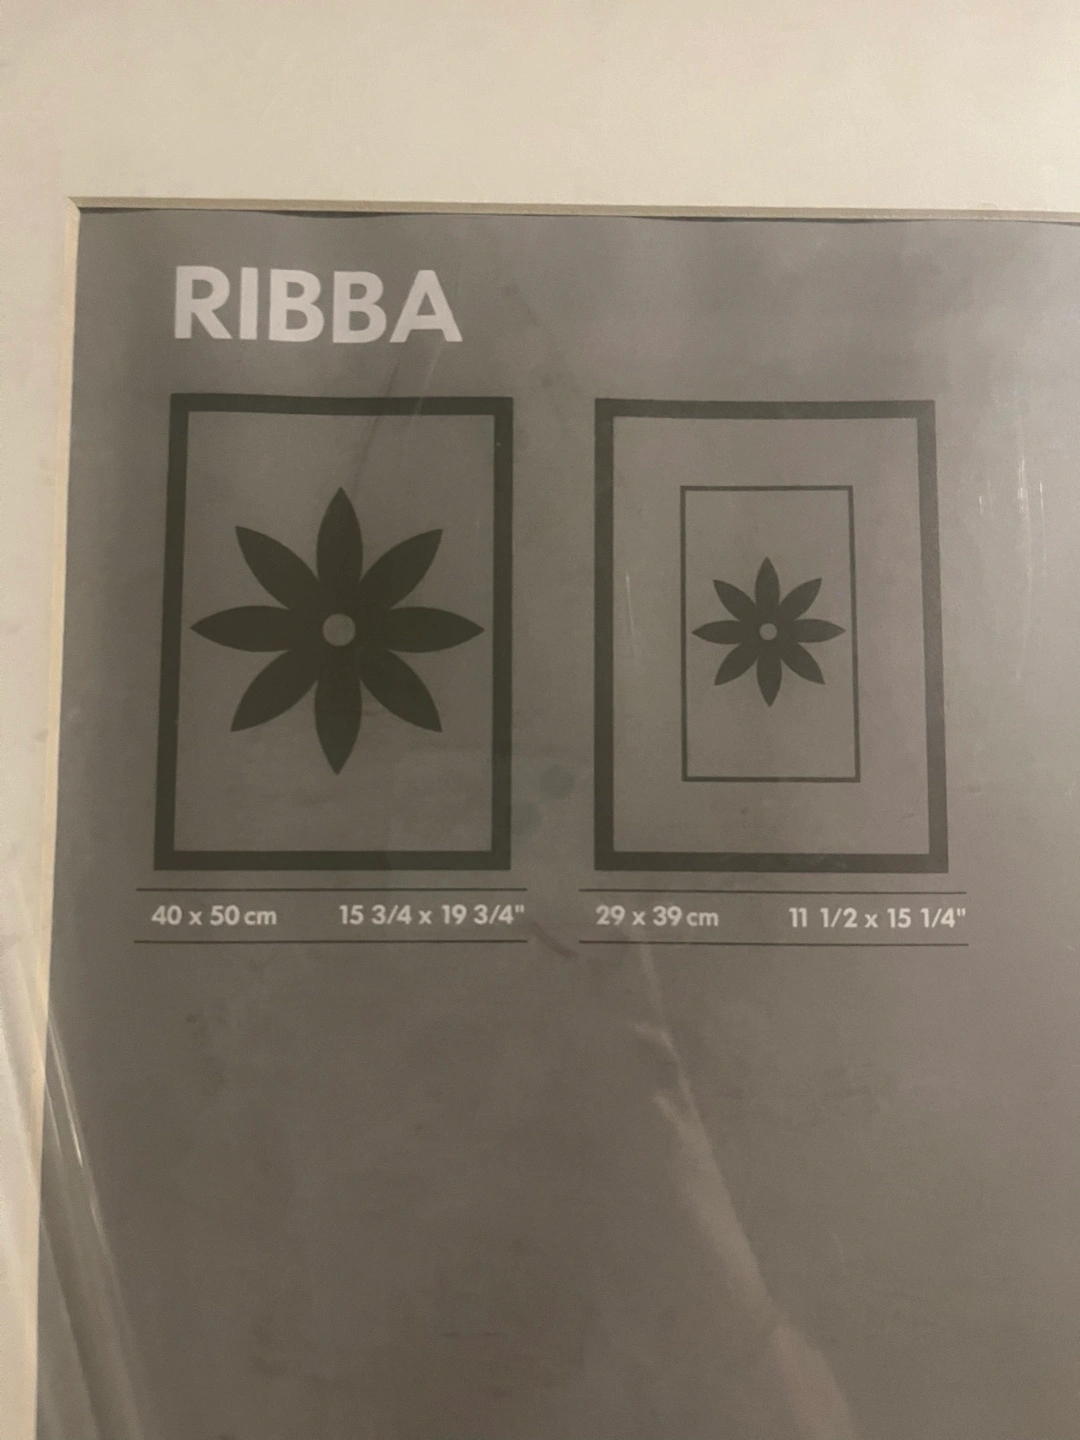 RIBBA
40 x 50 cm 15 3/4 x 19 3/4"
29 x 39 cm 11 1/2 x 15 1/4"